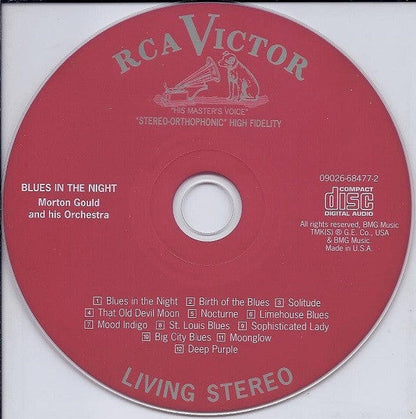 RCA VICTOR
"HIS MASTER'S VOICE"
"STEREO-ORTHOPHONIC" HIGH FIDELITY
BLUES IN THE NIGHT
Morton Gould
and his Orchestra
09026-68477-2
COMPACT
disc
DIGITAL AUDIO
All rights reserved, BMG Music
TMK(S) ® G.E. Co., USA
& BMG Music.
Made in U.S.A.
1 Blues in the Night 2 Birth of the Blues 3 Solitude
4 That Old Devil Moon 5 Nocturne 6 Limehouse Blues
7 Mood Indigo 8 St. Louis Blues 9 Sophisticated Lady
10 Big City Blues 11 Moonglow
12 Deep Purple
LIVING STEREO